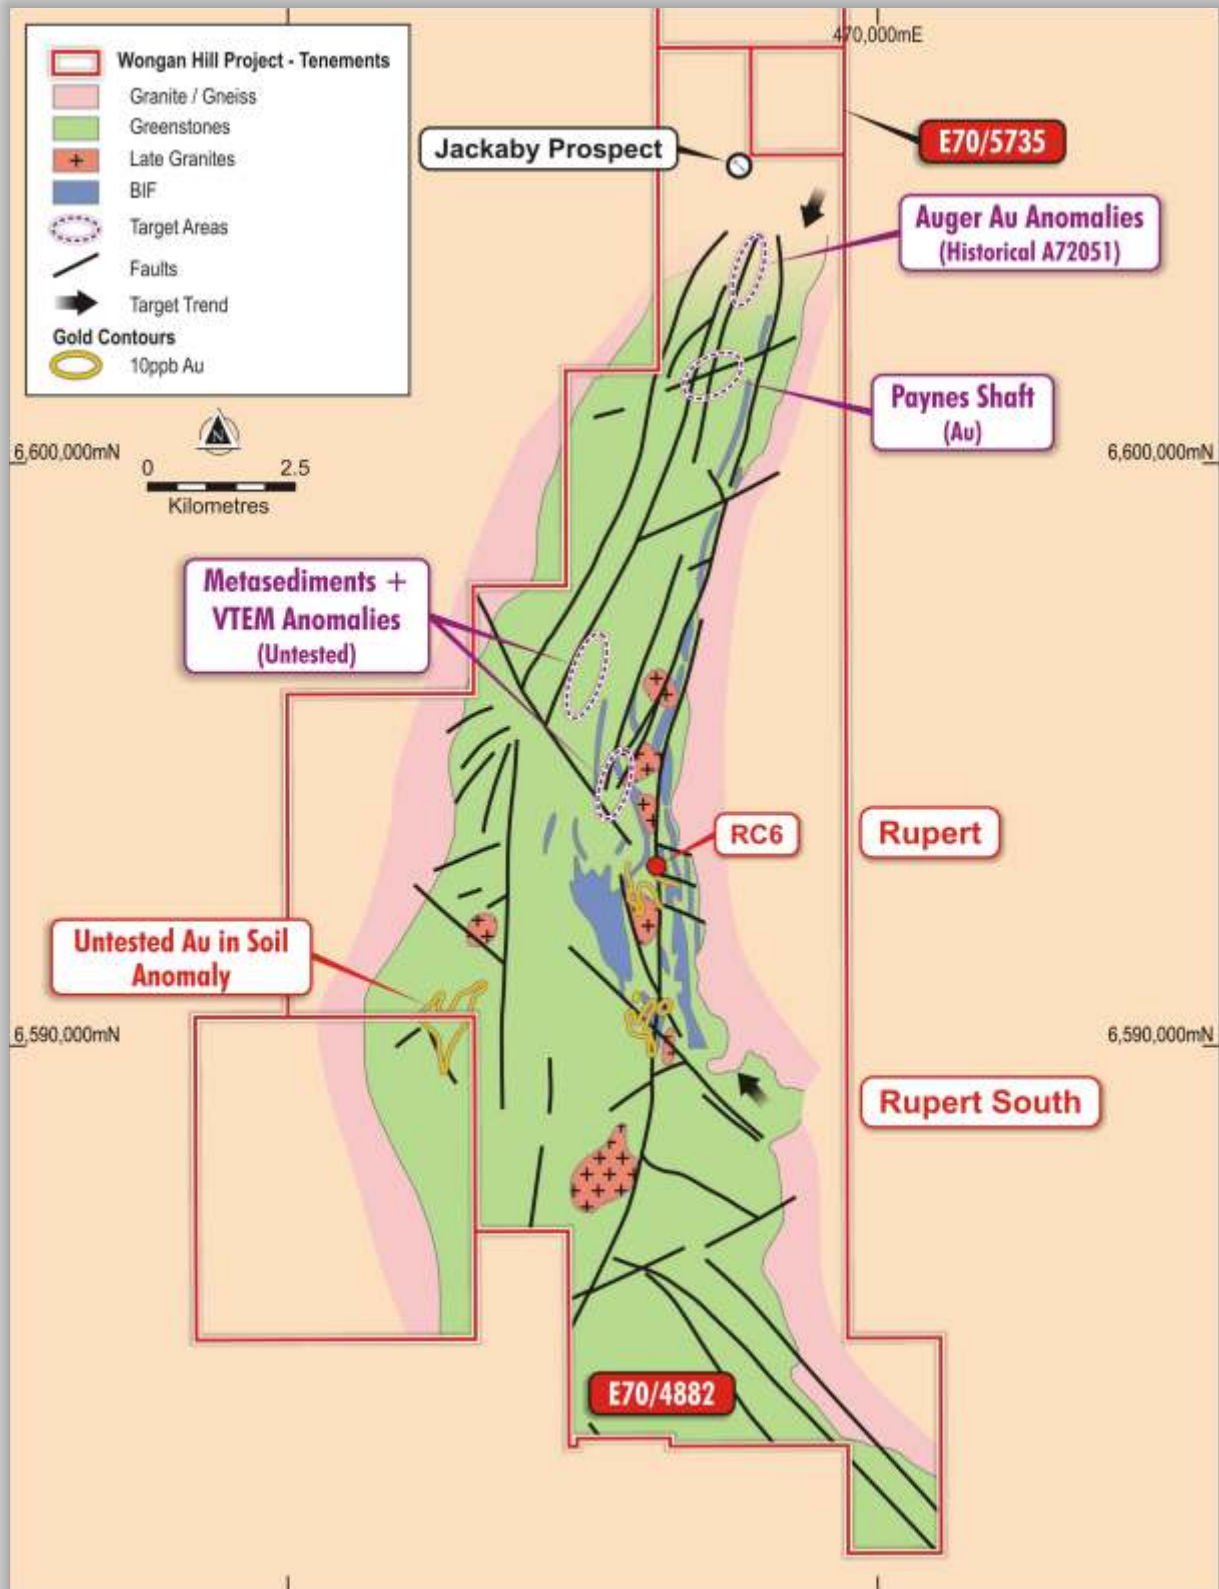 470,000mE
Wongan Hill Project - Tenements
Granite / Gneiss
Greenstones
+ Late Granites
BIF
Target Areas
Faults
Target Trend
Gold Contours
10ppb Au
E70/5735
Jackaby Prospect
Auger Au Anomalies
(Historical A72051)
Paynes Shaft
(Au)
N
6,600,000mN
6,600,000mN
0 2.5
Kilometres
Metasediments +
VTEM Anomalies
(Untested)
RC6
Rupert
Untested Au in Soil
Anomaly
6,590,000mN
6,590,000mN
Rupert South
E70/4882